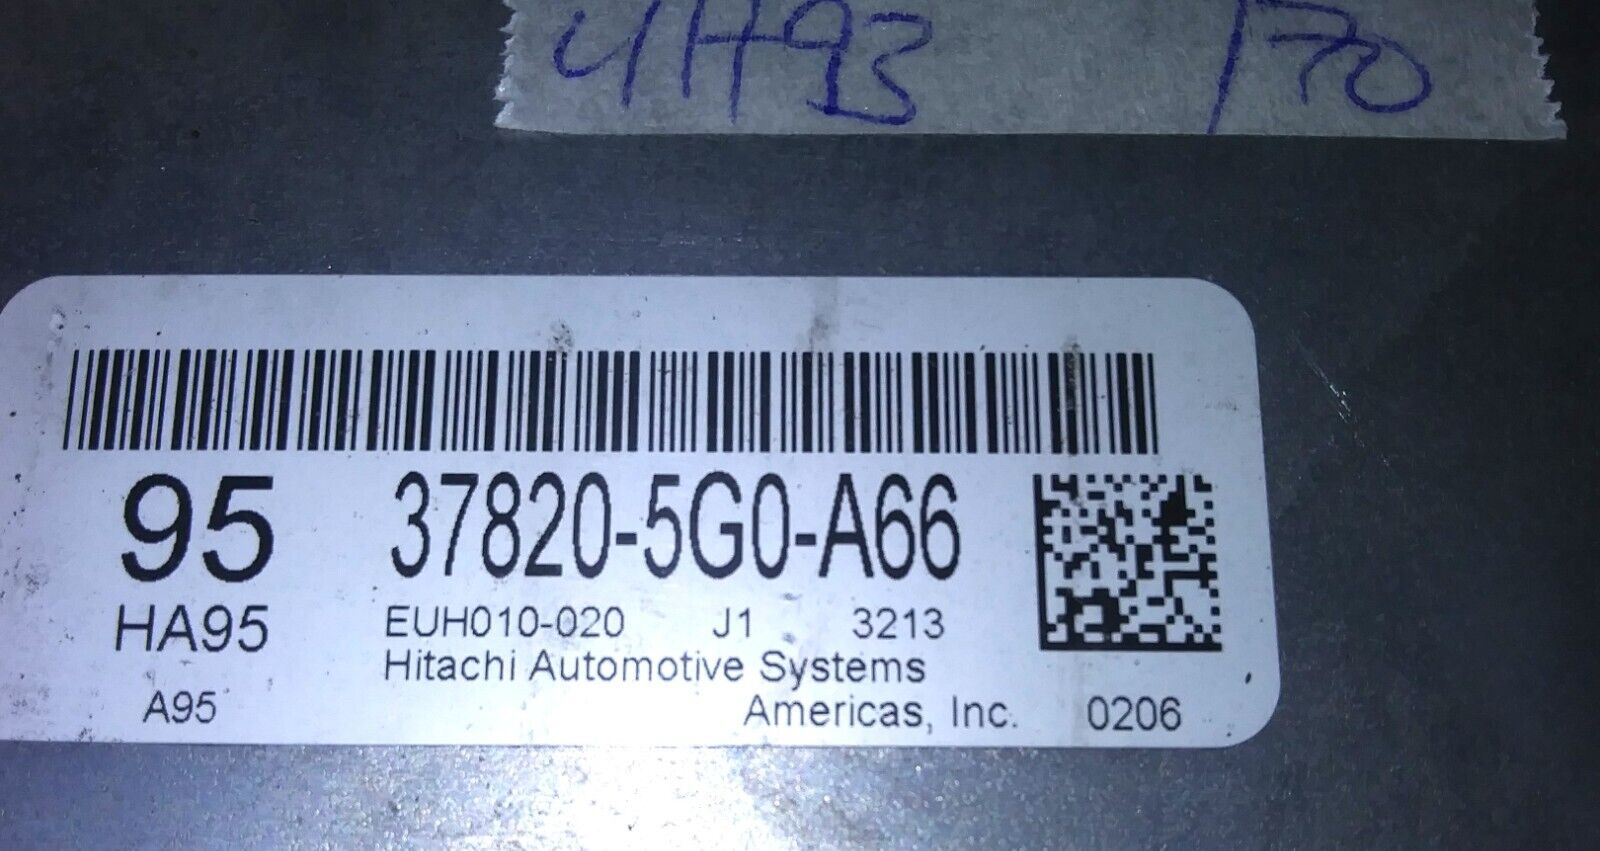 4H93 170
95 37820-5G0-A66
HA95 EUH010-020 J1 3213
Hitachi Automotive Systems
A95 Americas, Inc. 0206